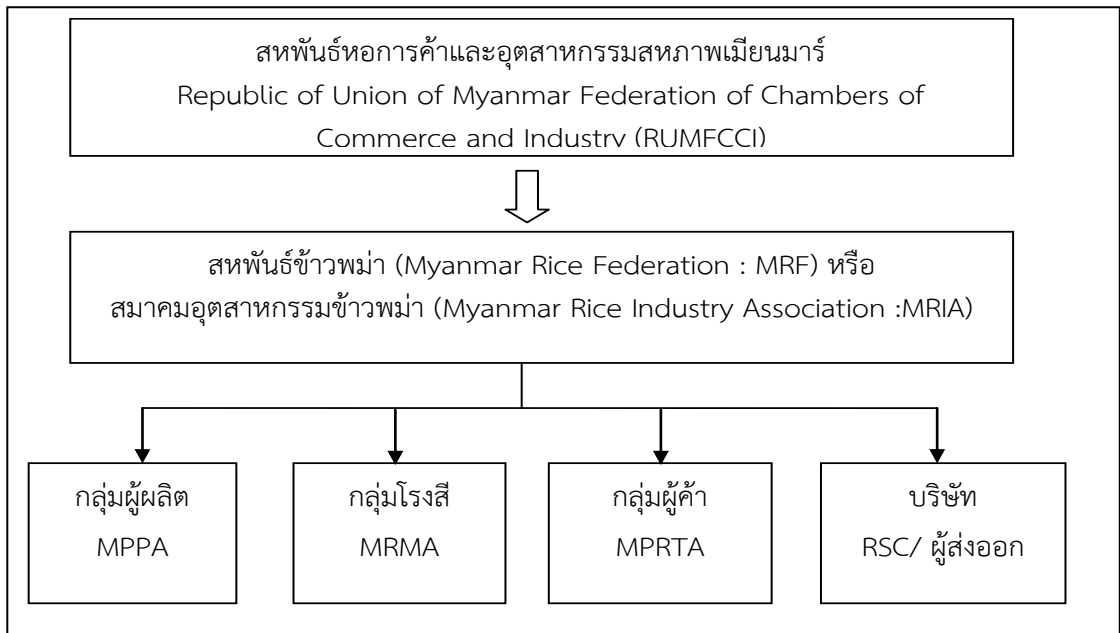 สหพันธ์หอการค้าและอุตสาหกรรมสหภาพเมียนมาร์
Republic of Union of Myanmar Federation of Chambers of
Commerce and Industry (RUMFCCI)
สหพันธ์ข้าวพม่า (Myanmar Rice Federation : MRF) หรือ
สมาคมอุตสาหกรรมข้าวพม่า (Myanmar Rice Industry Association :MRIA)
กลุ่มผู้ผลิต
MPPA
กลุ่มโรงสี
MRMA
กลุ่มผู้ค้า
MPRTA
บริษัท
RSC/ ผู้ส่งออก